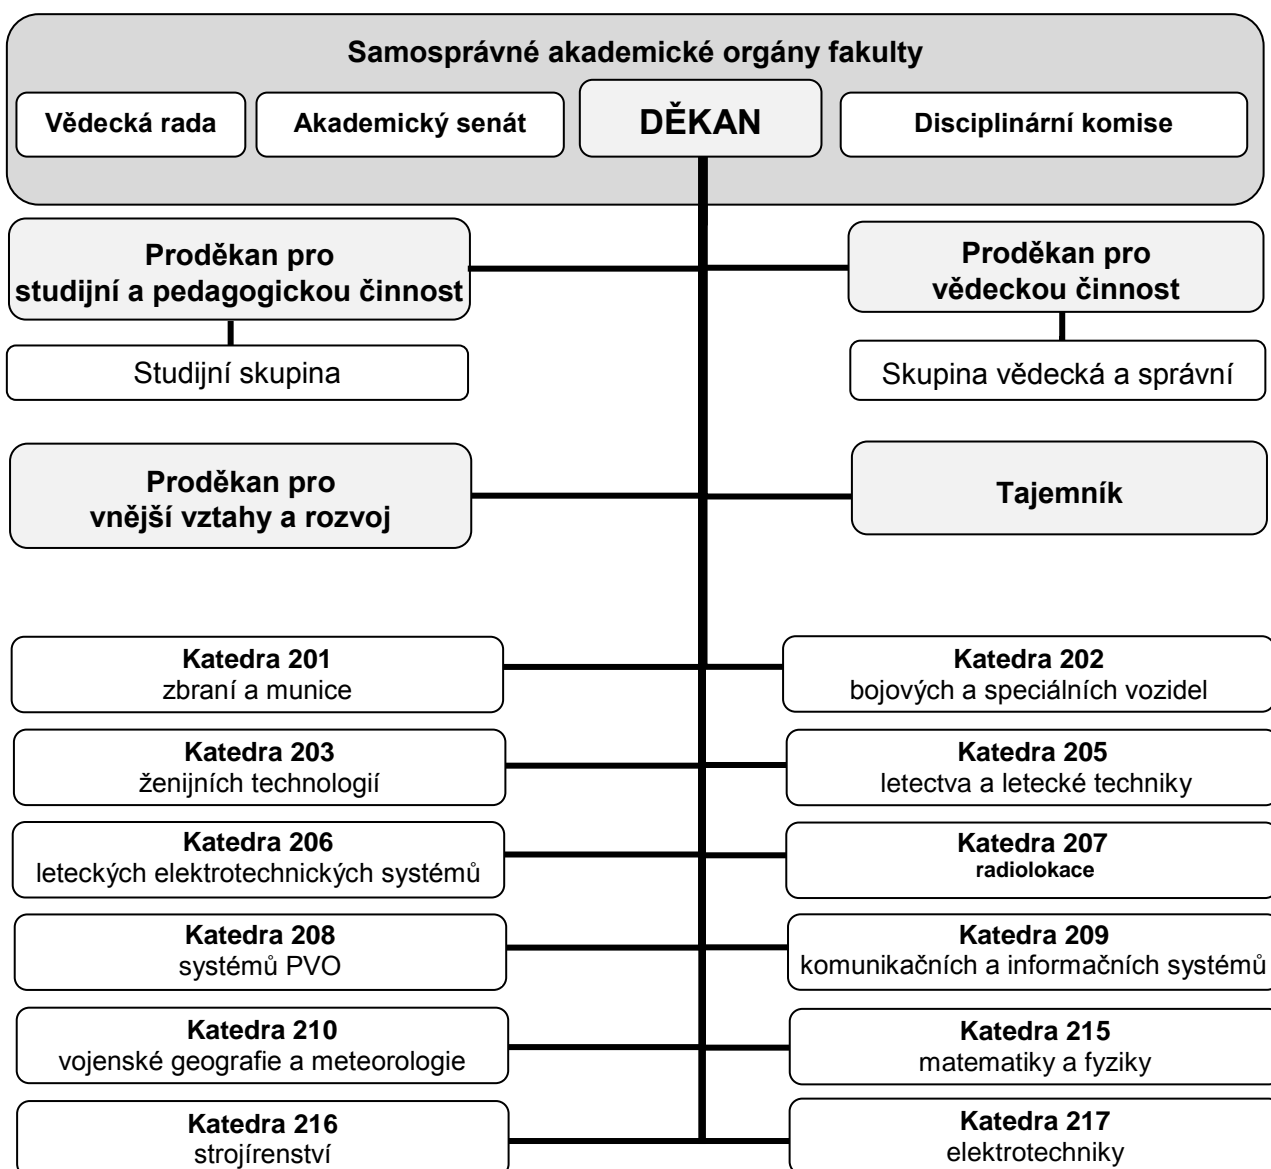 Samosprávné akademické orgány fakulty
Vědecká rada
Akademický senát
DĚKAN
Disciplinární komise
Proděkan pro
studijní a pedagogickou činnost
Proděkan pro
vědeckou činnost
Studijní skupina
Skupina vědecká a správní
Proděkan pro
vnější vztahy a rozvoj
Tajemník
Katedra 201
zbraní a munice
Katedra 202
bojových a speciálních vozidel
Katedra 203
ženijních technologií
Katedra 205
letectva a letecké techniky
Katedra 206
leteckých elektrotechnických systémů
Katedra 207
radiolokace
Katedra 208
systémů PVO
Katedra 209
komunikačních a informačních systémů
Katedra 210
vojenské geografie a meteorologie
Katedra 215
matematiky a fyziky
Katedra 216
strojírenství
Katedra 217
elektrotechniky